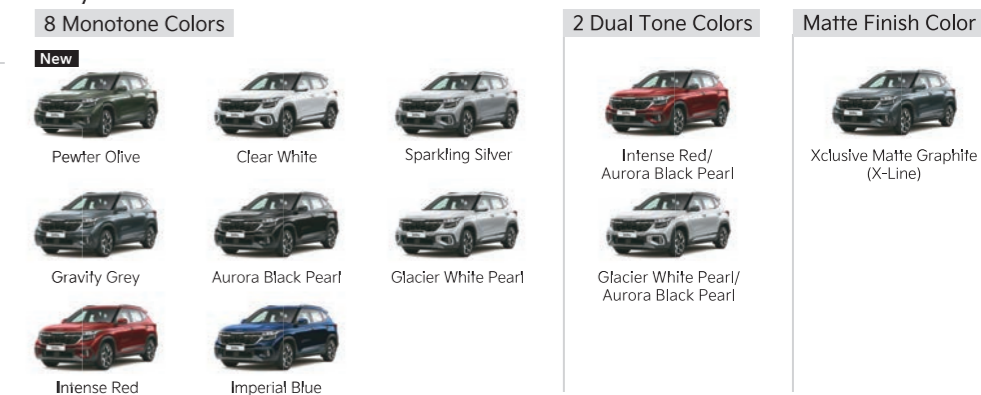 8 Monotone Colors
New
Pewter Olive
Clear White
Sparkling Silver
Gravity Grey
Aurora Black Pearl
Glacier White Pearl
Intense Red
Imperial Blue
2 Dual Tone Colors
Intense Red/
Aurora Black Pearl
Glacier White Pearl/
Aurora Black Pearl
Matte Finish Color
Xclusive Matte Graphite
(X-Line)